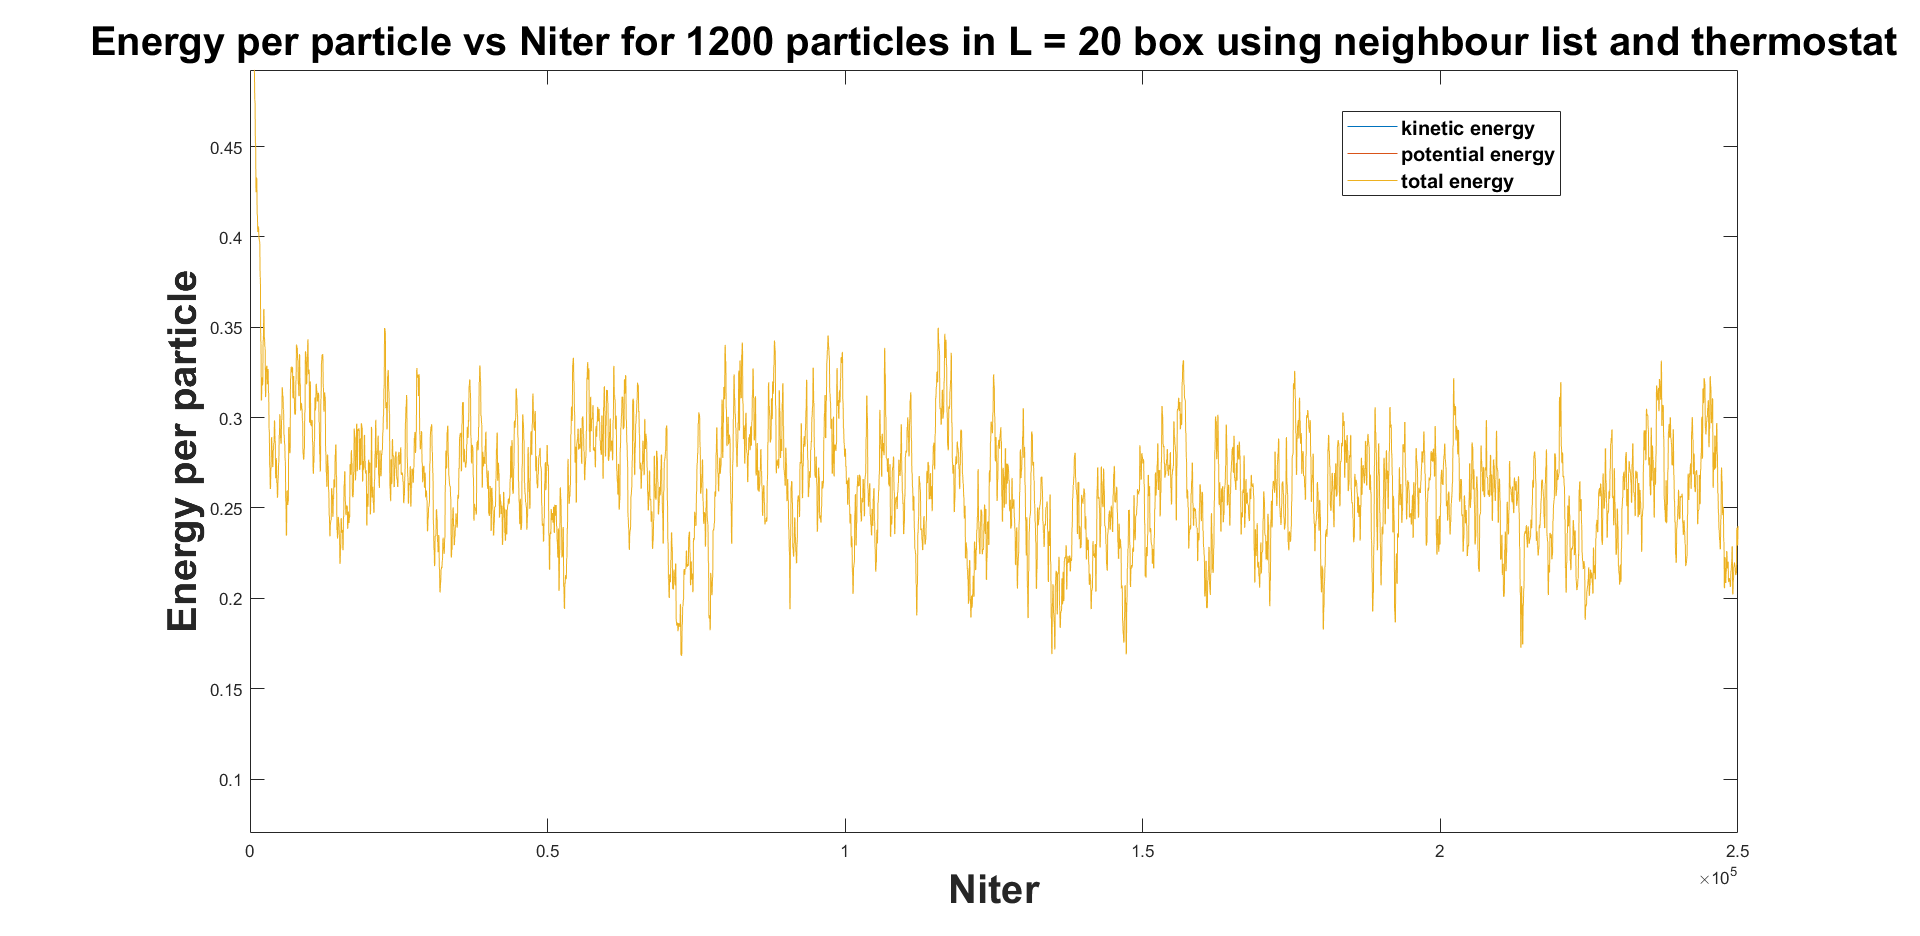 Energy per particle vs Niter for 1200 particles in L = 20 box using neighbour list and thermostat
kinetic energy
potential energy
total energy
Energy per particle
0.45
0.4
0.35
0.3
0.25
0.2
0.15
0.1
0
0.5
1
1.5
2
2.5
×10⁵
Niter